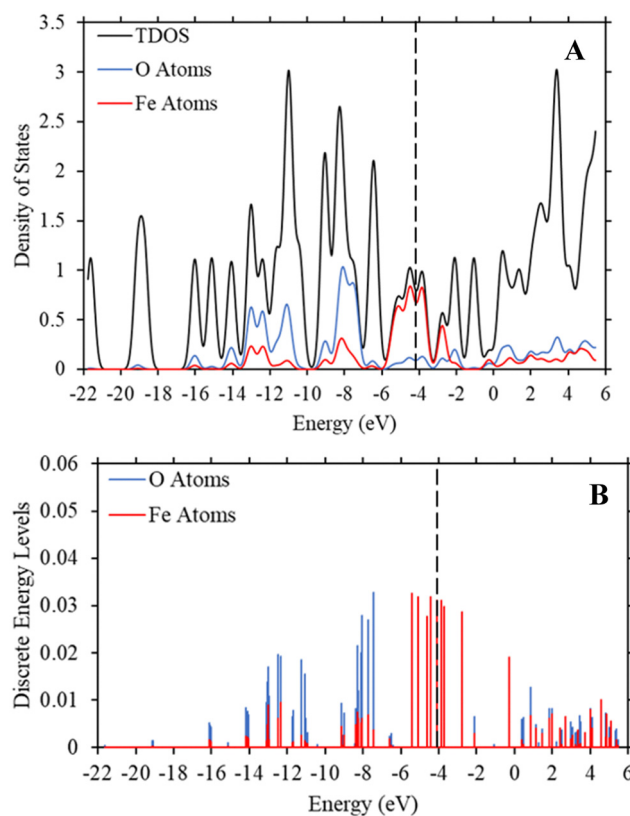 A
TDOS
O Atoms
Fe Atoms
Density of States
3.5
3
2.5
2
1.5
1
0.5
0
-22 -20 -18 -16 -14 -12 -10 -8 -6 -4 -2 0 2 4 6
Energy (eV)
B
O Atoms
Fe Atoms
Discrete Energy Levels
0.06
0.05
0.04
0.03
0.02
0.01
0
-22 -20 -18 -16 -14 -12 -10 -8 -6 -4 -2 0 2 4 6
Energy (eV)